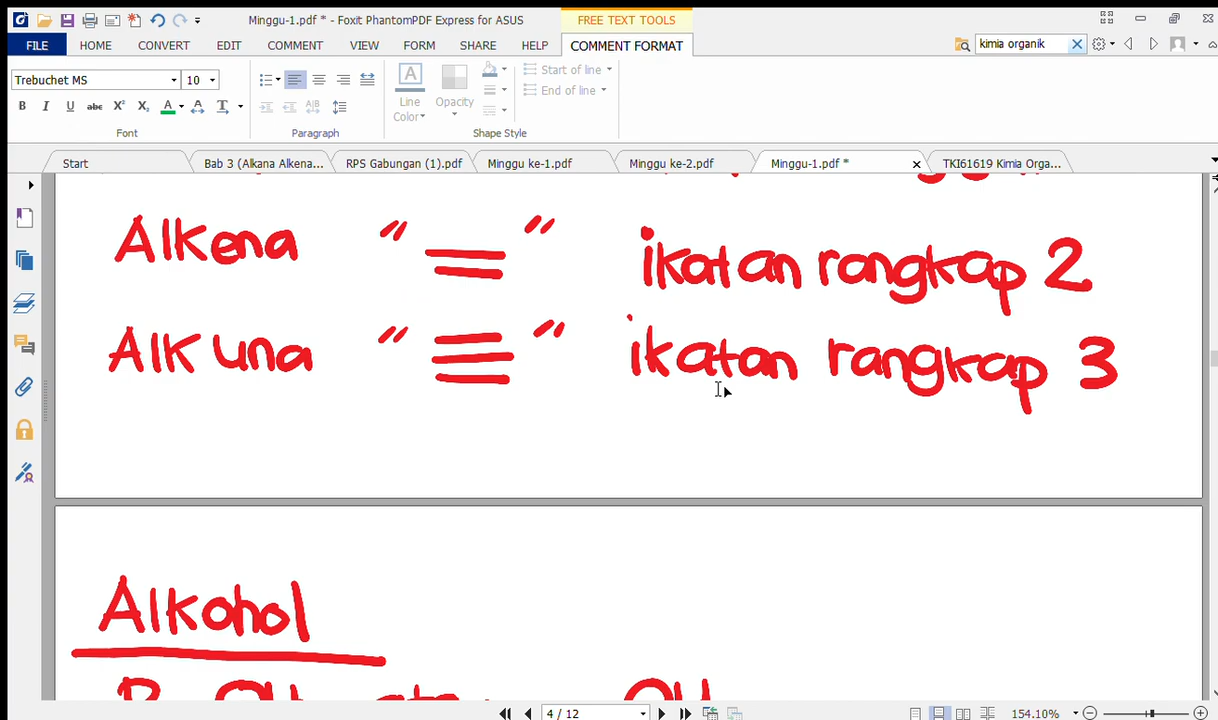 Minggu-1.pdf * - Foxit PhantomPDF Express for ASUS
FREE TEXT TOOLS
FILE HOME CONVERT EDIT COMMENT VIEW FORM SHARE HELP COMMENT FORMAT
kimia organik
Trebuchet MS 10
Line Color
Opacity
Start of line
End of line
Font Paragraph Shape Style
Start Bab 3 (Alkana Alkena... RPS Gabungan (1).pdf Minggu ke-1.pdf Minggu ke-2.pdf Minggu-1.pdf * TKI61619 Kimia Orga...
Alkena " = " ikatan rangkap 2
Alkuna " ≡ " ikatan rangkap 3
Alkohol
4 / 12 154.10%